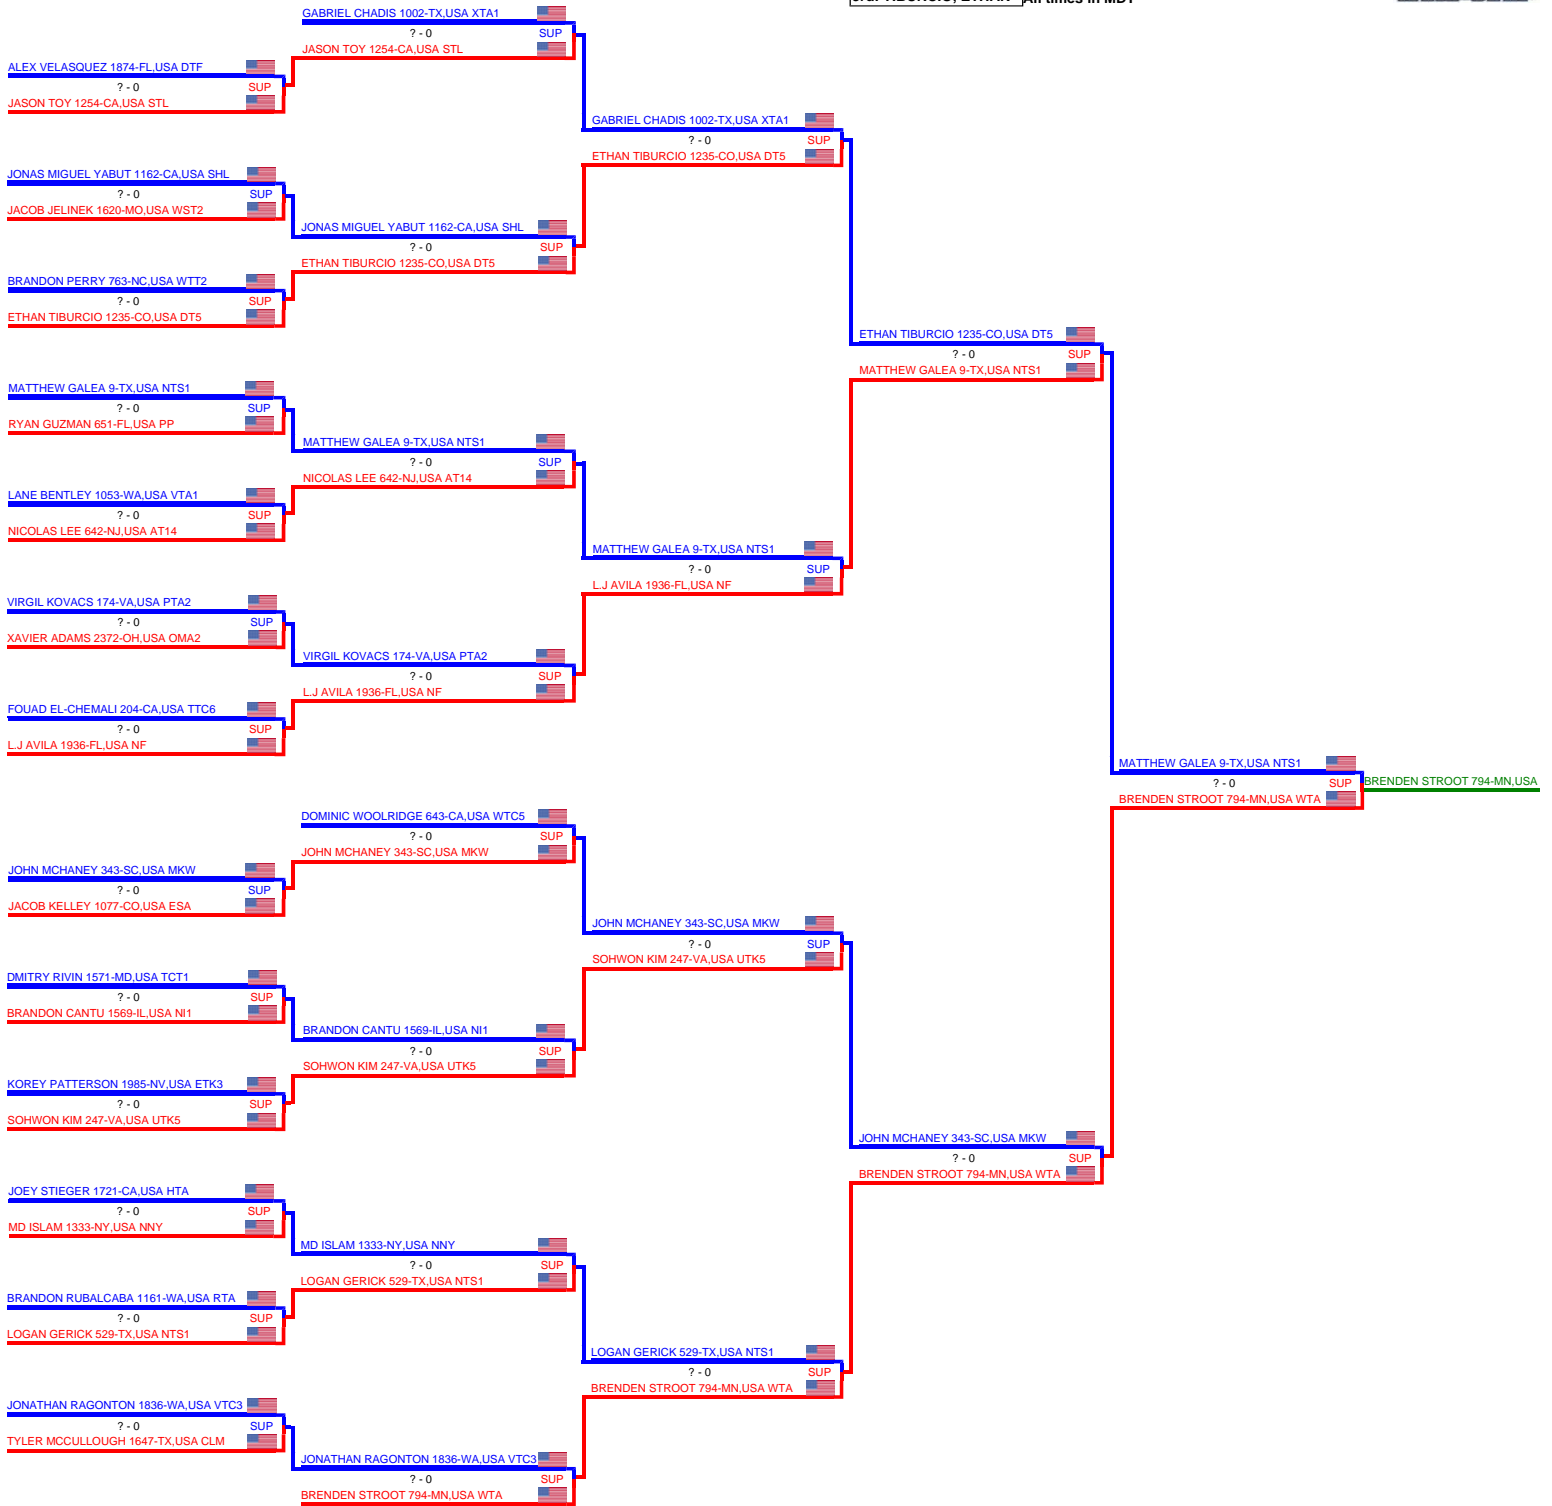 All times in MDT
GABRIEL CHADIS 1002-TX,USA XTA1
? - 0 SUP
JASON TOY 1254-CA,USA STL
ALEX VELASQUEZ 1874-FL,USA DTF
? - 0 SUP
JASON TOY 1254-CA,USA STL
GABRIEL CHADIS 1002-TX,USA XTA1
? - 0 SUP
ETHAN TIBURCIO 1235-CO,USA DT5
JONAS MIGUEL YABUT 1162-CA,USA SHL
? - 0 SUP
JACOB JELINEK 1620-MO,USA WST2
JONAS MIGUEL YABUT 1162-CA,USA SHL
? - 0 SUP
ETHAN TIBURCIO 1235-CO,USA DT5
BRANDON PERRY 763-NC,USA WTT2
? - 0 SUP
ETHAN TIBURCIO 1235-CO,USA DT5
ETHAN TIBURCIO 1235-CO,USA DT5
? - 0 SUP
MATTHEW GALEA 9-TX,USA NTS1
MATTHEW GALEA 9-TX,USA NTS1
? - 0 SUP
RYAN GUZMAN 651-FL,USA PP
MATTHEW GALEA 9-TX,USA NTS1
? - 0 SUP
NICOLAS LEE 642-NJ,USA AT14
LANE BENTLEY 1053-WA,USA VTA1
? - 0 SUP
NICOLAS LEE 642-NJ,USA AT14
MATTHEW GALEA 9-TX,USA NTS1
? - 0 SUP
L.J AVILA 1936-FL,USA NF
VIRGIL KOVACS 174-VA,USA PTA2
? - 0 SUP
XAVIER ADAMS 2372-OH,USA OMA2
VIRGIL KOVACS 174-VA,USA PTA2
? - 0 SUP
L.J AVILA 1936-FL,USA NF
FOUAD EL-CHEMALI 204-CA,USA TTC6
? - 0 SUP
L.J AVILA 1936-FL,USA NF
MATTHEW GALEA 9-TX,USA NTS1
? - 0 SUP
BRENDEN STROOT 794-MN,USA WTA
BRENDEN STROOT 794-MN,USA
DOMINIC WOOLRIDGE 643-CA,USA WTC5
? - 0 SUP
JOHN MCHANEY 343-SC,USA MKW
JOHN MCHANEY 343-SC,USA MKW
? - 0 SUP
JACOB KELLEY 1077-CO,USA ESA
JOHN MCHANEY 343-SC,USA MKW
? - 0 SUP
SOHWON KIM 247-VA,USA UTK5
DMITRY RIVIN 1571-MD,USA TCT1
? - 0 SUP
BRANDON CANTU 1569-IL,USA NI1
BRANDON CANTU 1569-IL,USA NI1
? - 0 SUP
SOHWON KIM 247-VA,USA UTK5
KOREY PATTERSON 1985-NV,USA ETK3
? - 0 SUP
SOHWON KIM 247-VA,USA UTK5
JOHN MCHANEY 343-SC,USA MKW
? - 0 SUP
BRENDEN STROOT 794-MN,USA WTA
JOEY STIEGER 1721-CA,USA HTA
? - 0 SUP
MD ISLAM 1333-NY,USA NNY
MD ISLAM 1333-NY,USA NNY
? - 0 SUP
LOGAN GERICK 529-TX,USA NTS1
BRANDON RUBALCABA 1161-WA,USA RTA
? - 0 SUP
LOGAN GERICK 529-TX,USA NTS1
LOGAN GERICK 529-TX,USA NTS1
? - 0 SUP
BRENDEN STROOT 794-MN,USA WTA
JONATHAN RAGONTON 1836-WA,USA VTC3
? - 0 SUP
TYLER MCCULLOUGH 1647-TX,USA CLM
JONATHAN RAGONTON 1836-WA,USA VTC3
? - 0 SUP
BRENDEN STROOT 794-MN,USA WTA